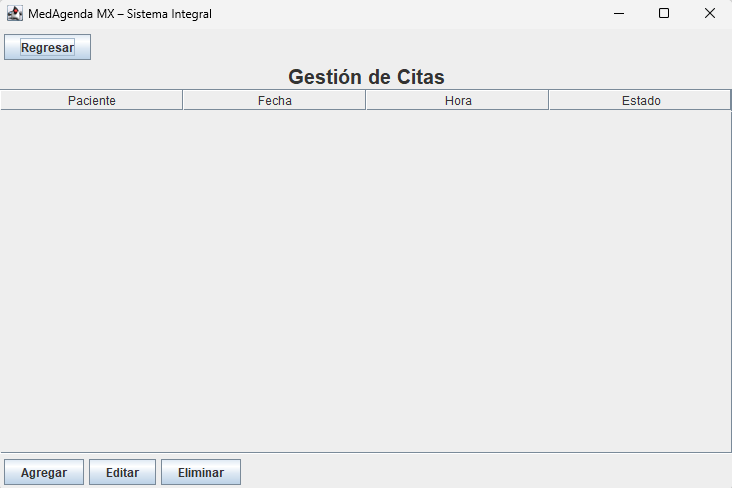 MedAgenda MX – Sistema Integral
Regresar
Gestión de Citas
Paciente Fecha Hora Estado
Agregar Editar Eliminar